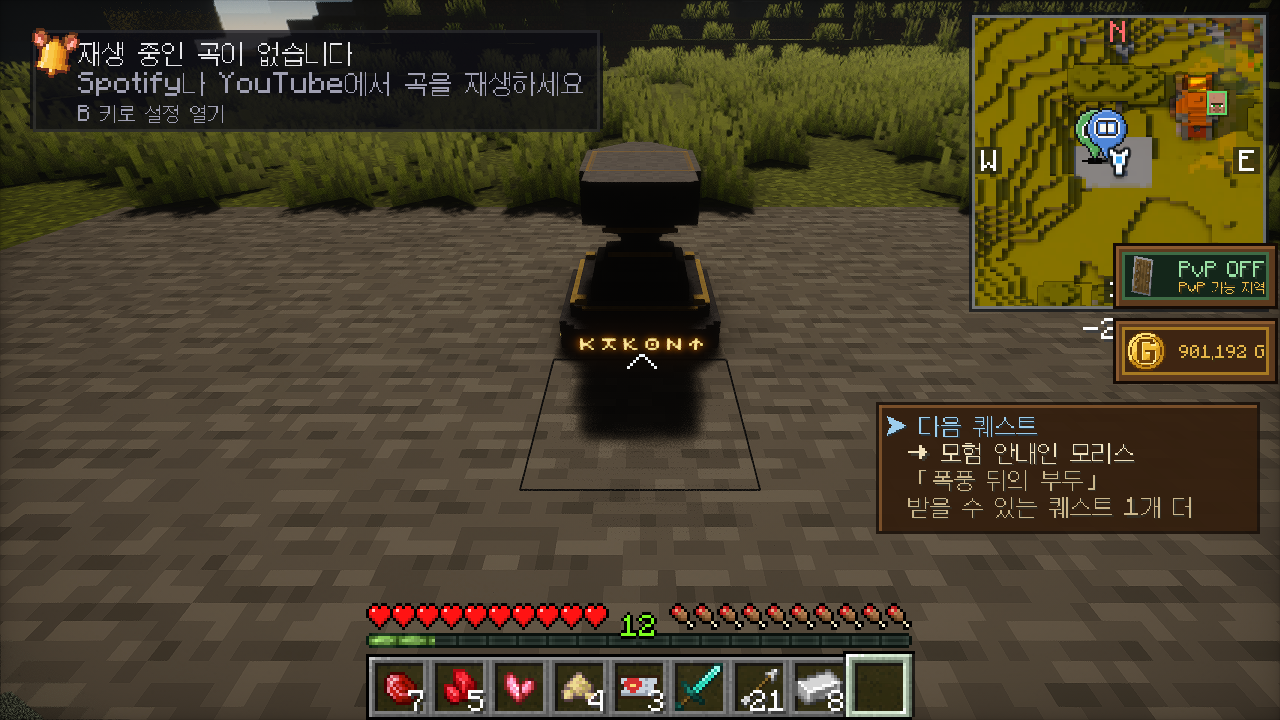 재생 중인 곡이 없습니다
Spotify나 YouTube에서 곡을 재생하세요
B 키로 설정 열기
N
W
E
PvP OFF
PvP 가능 지역
901,192 G
➤ 다음 퀘스트
→ 모험 안내인 모리스
「폭풍 뒤의 부두」
받을 수 있는 퀘스트 1개 더
12
7
5
4
3
21
8